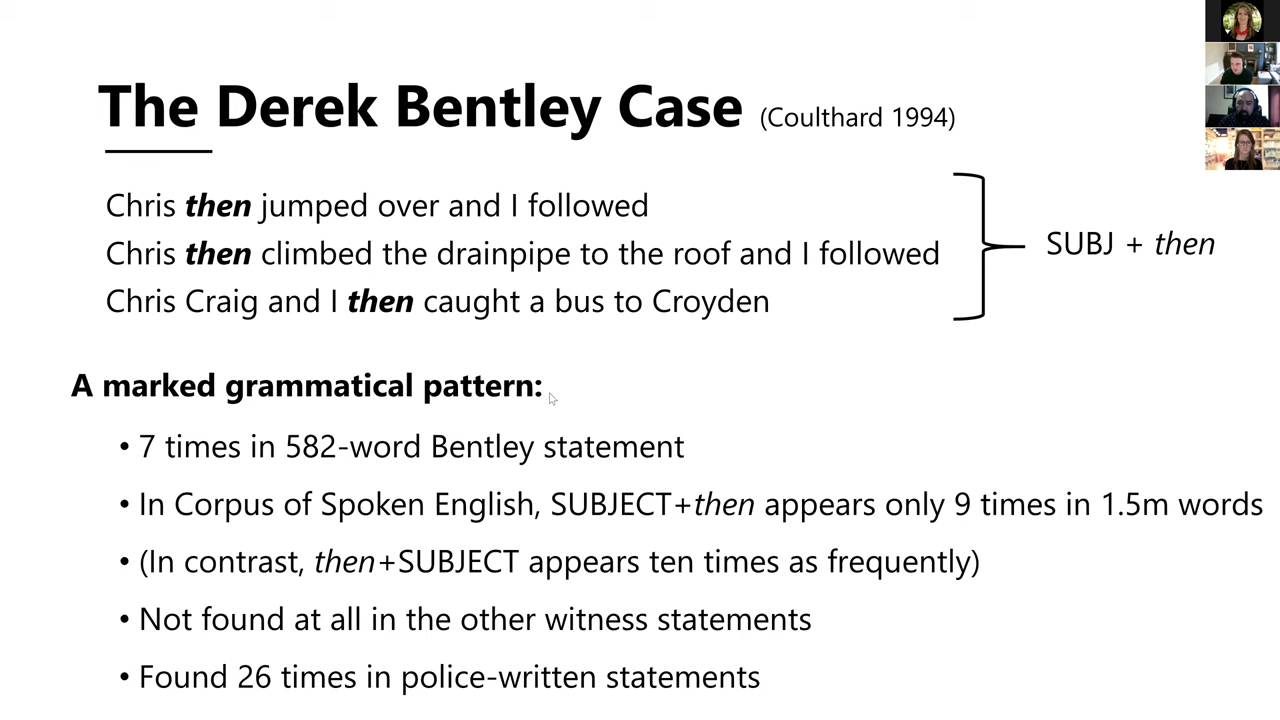 The Derek Bentley Case (Coulthard 1994)
Chris then jumped over and I followed
Chris then climbed the drainpipe to the roof and I followed
Chris Craig and I then caught a bus to Croyden
SUBJ + then
A marked grammatical pattern:
• 7 times in 582-word Bentley statement
• In Corpus of Spoken English, SUBJECT+then appears only 9 times in 1.5m words
• (In contrast, then+SUBJECT appears ten times as frequently)
• Not found at all in the other witness statements
• Found 26 times in police-written statements